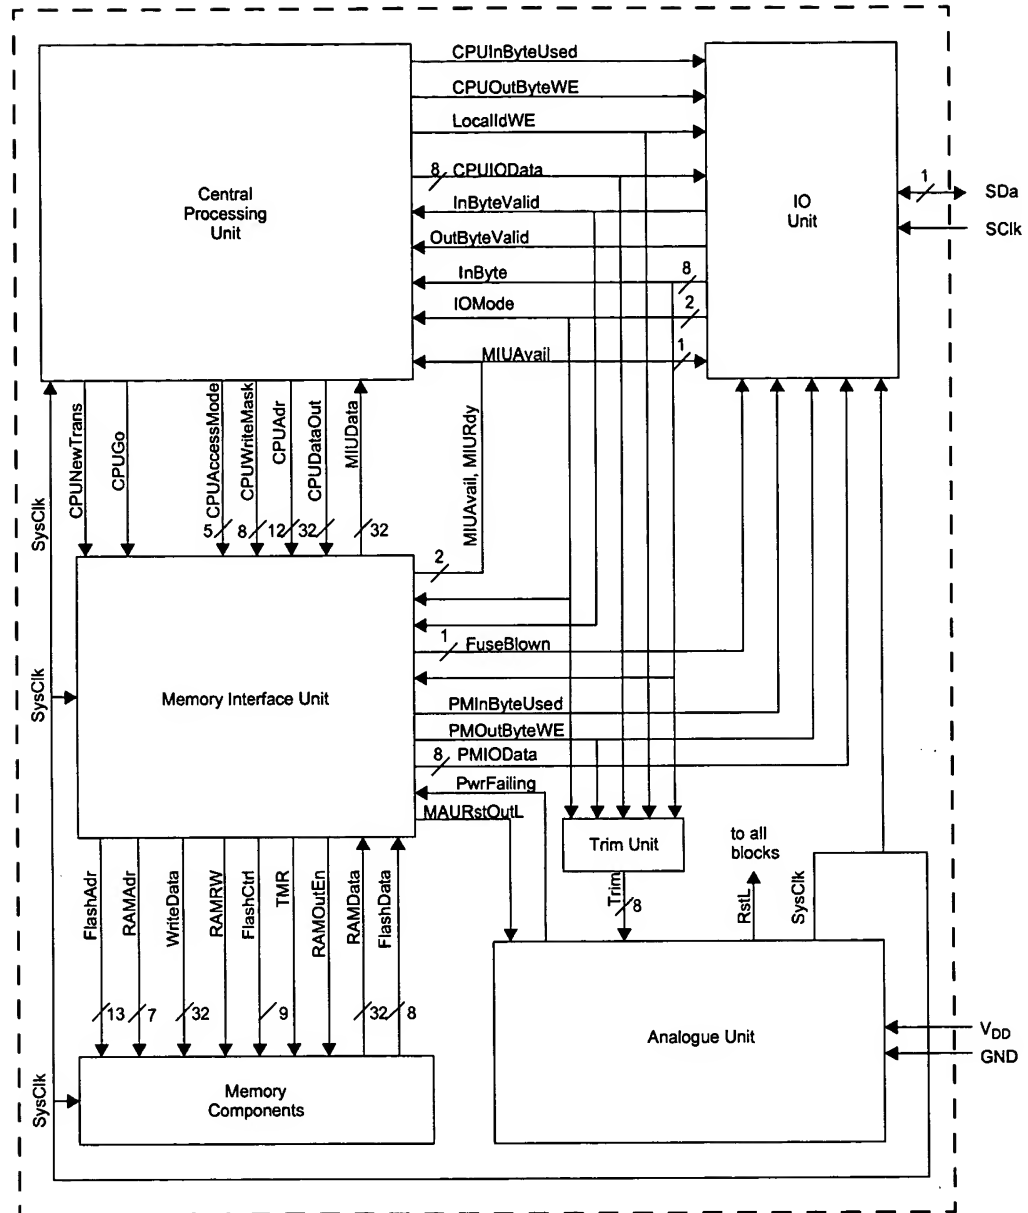 CPUInByteUsed
CPUOutByteWE
LocalIdWE
8 CPUIOData
InByteValid
OutByteValid
InByte 8
IOMode 2
MIUAvail 1
Central
Processing
Unit
IO
Unit
1 SDa
SClk
SysClk
CPUNewTrans
CPUGo
CPUAccessMode
CPUWriteMask
CPUAdr
CPUDataOut
MIUData
MIUAvail, MIURdy
5 8 12 32 32
2
1 FuseBlown
SysClk
Memory Interface Unit
PMInByteUsed
PMOutByteWE
8 PMIOData
PwrFailing
MAURstOutL
Trim Unit
to all
blocks
FlashAdr
RAMAdr
WriteData
RAMRW
FlashCtrl
TMR
RAMOutEn
RAMData
FlashData
Trim
8
RstL
SysClk
13 7 32 9 32 8
Analogue Unit
VDD
GND
SysClk
Memory
Components